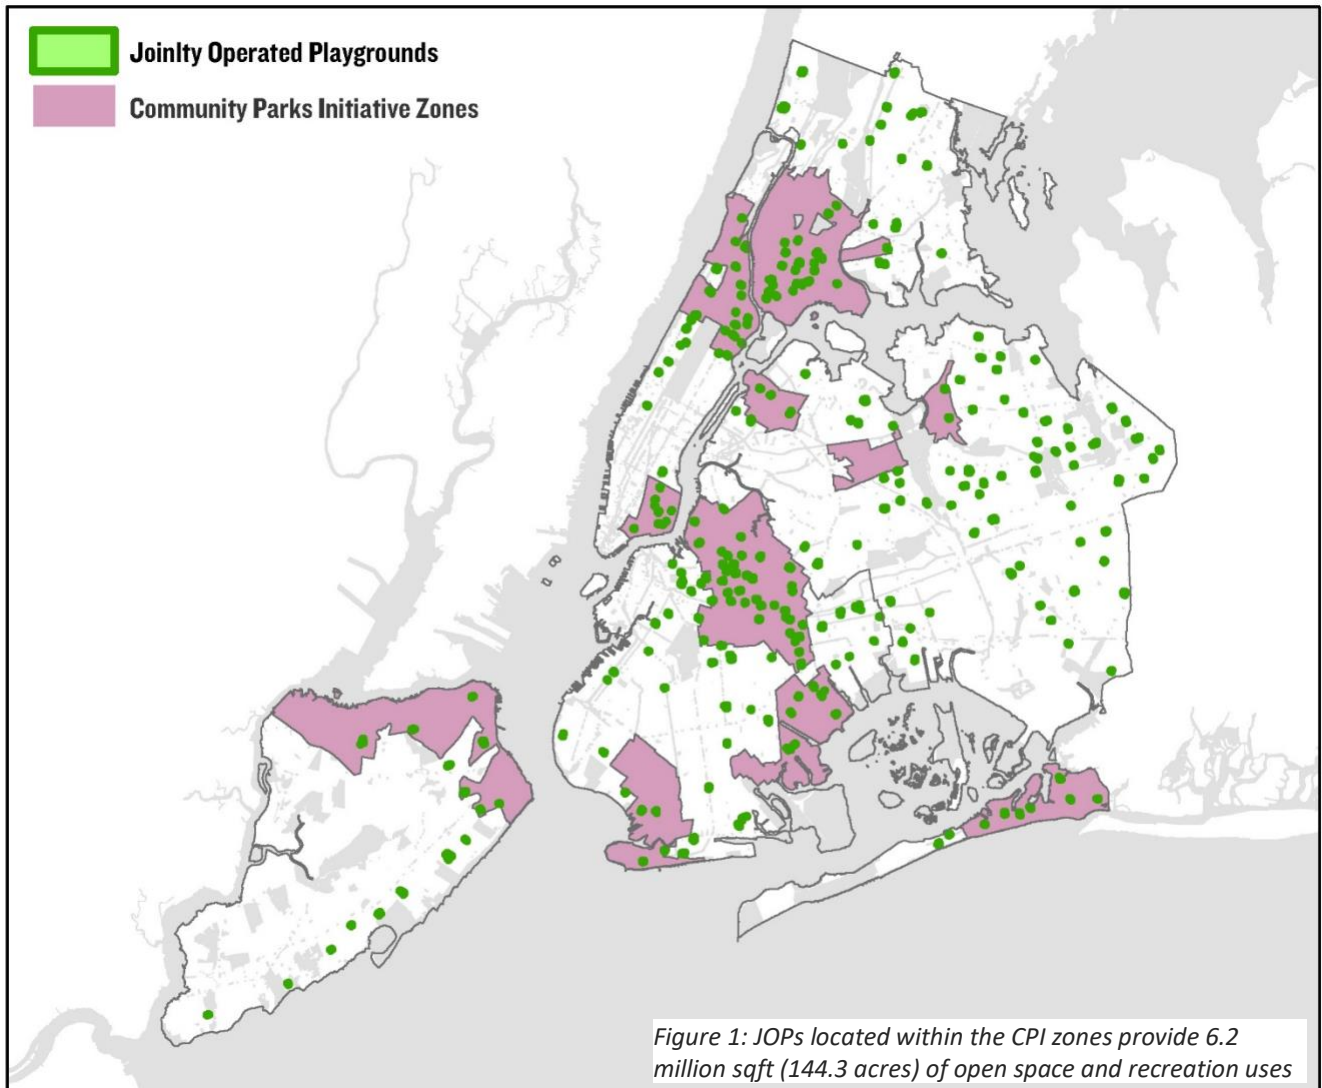 Joinlty Operated Playgrounds
Community Parks Initiative Zones
Figure 1: JOPs located within the CPI zones provide 6.2
million sqft (144.3 acres) of open space and recreation uses